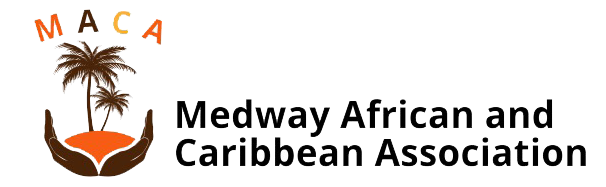 MACA
Medway African and
Caribbean Association